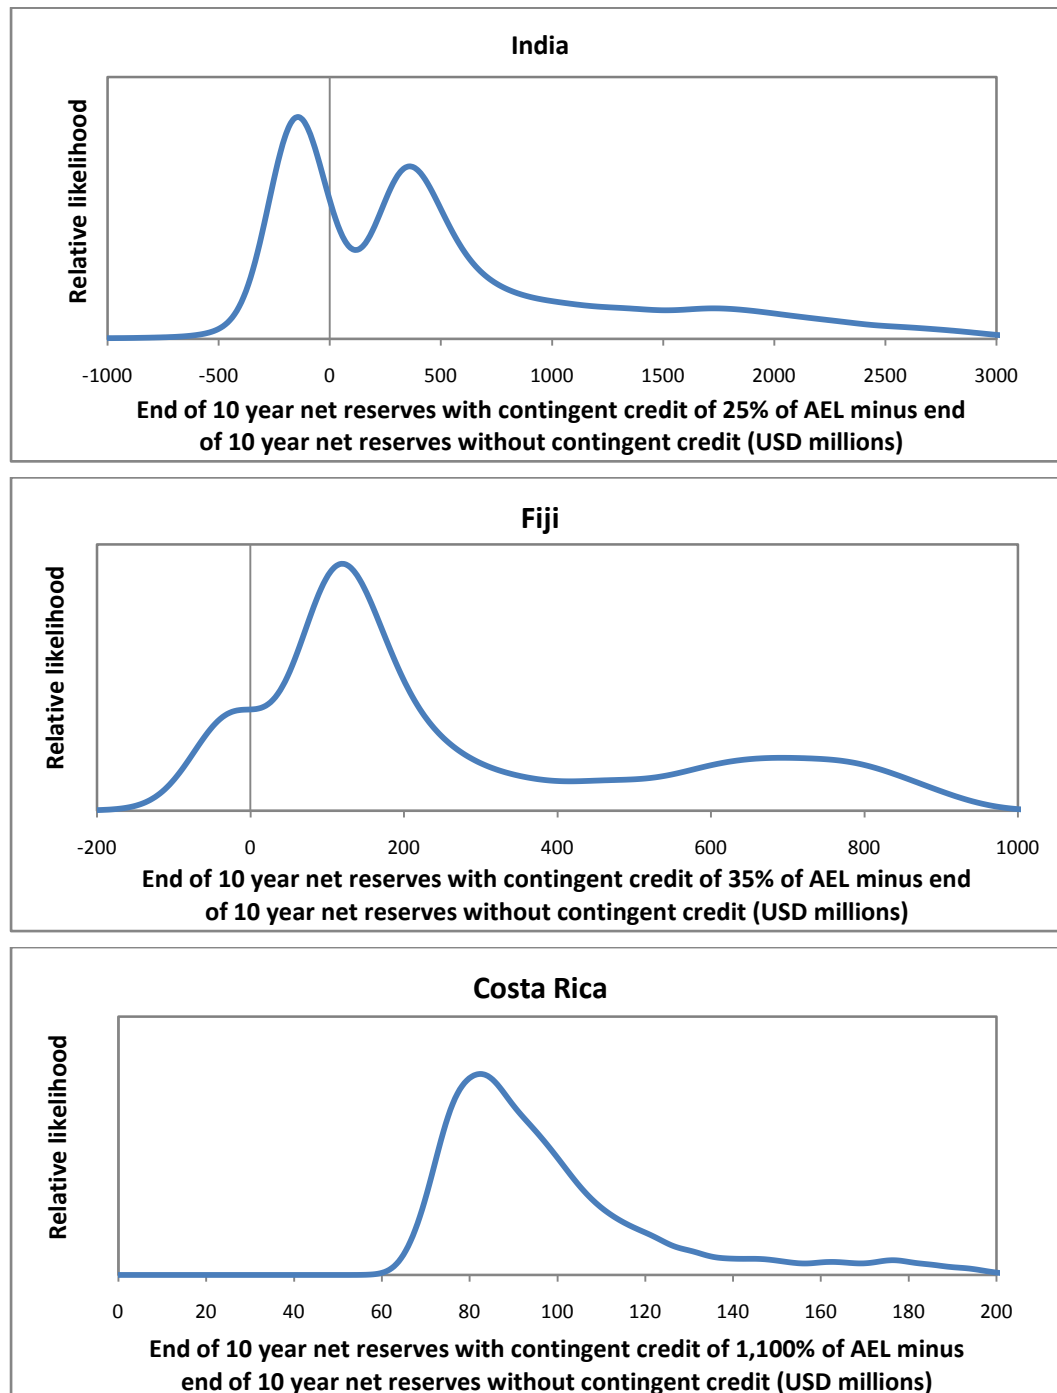 India
Relative likelihood
-1000 -500 0 500 1000 1500 2000 2500 3000
End of 10 year net reserves with contingent credit of 25% of AEL minus end
of 10 year net reserves without contingent credit (USD millions)
Fiji
Relative likelihood
-200 0 200 400 600 800 1000
End of 10 year net reserves with contingent credit of 35% of AEL minus end
of 10 year net reserves without contingent credit (USD millions)
Costa Rica
Relative likelihood
0 20 40 60 80 100 120 140 160 180 200
End of 10 year net reserves with contingent credit of 1,100% of AEL minus
end of 10 year net reserves without contingent credit (USD millions)